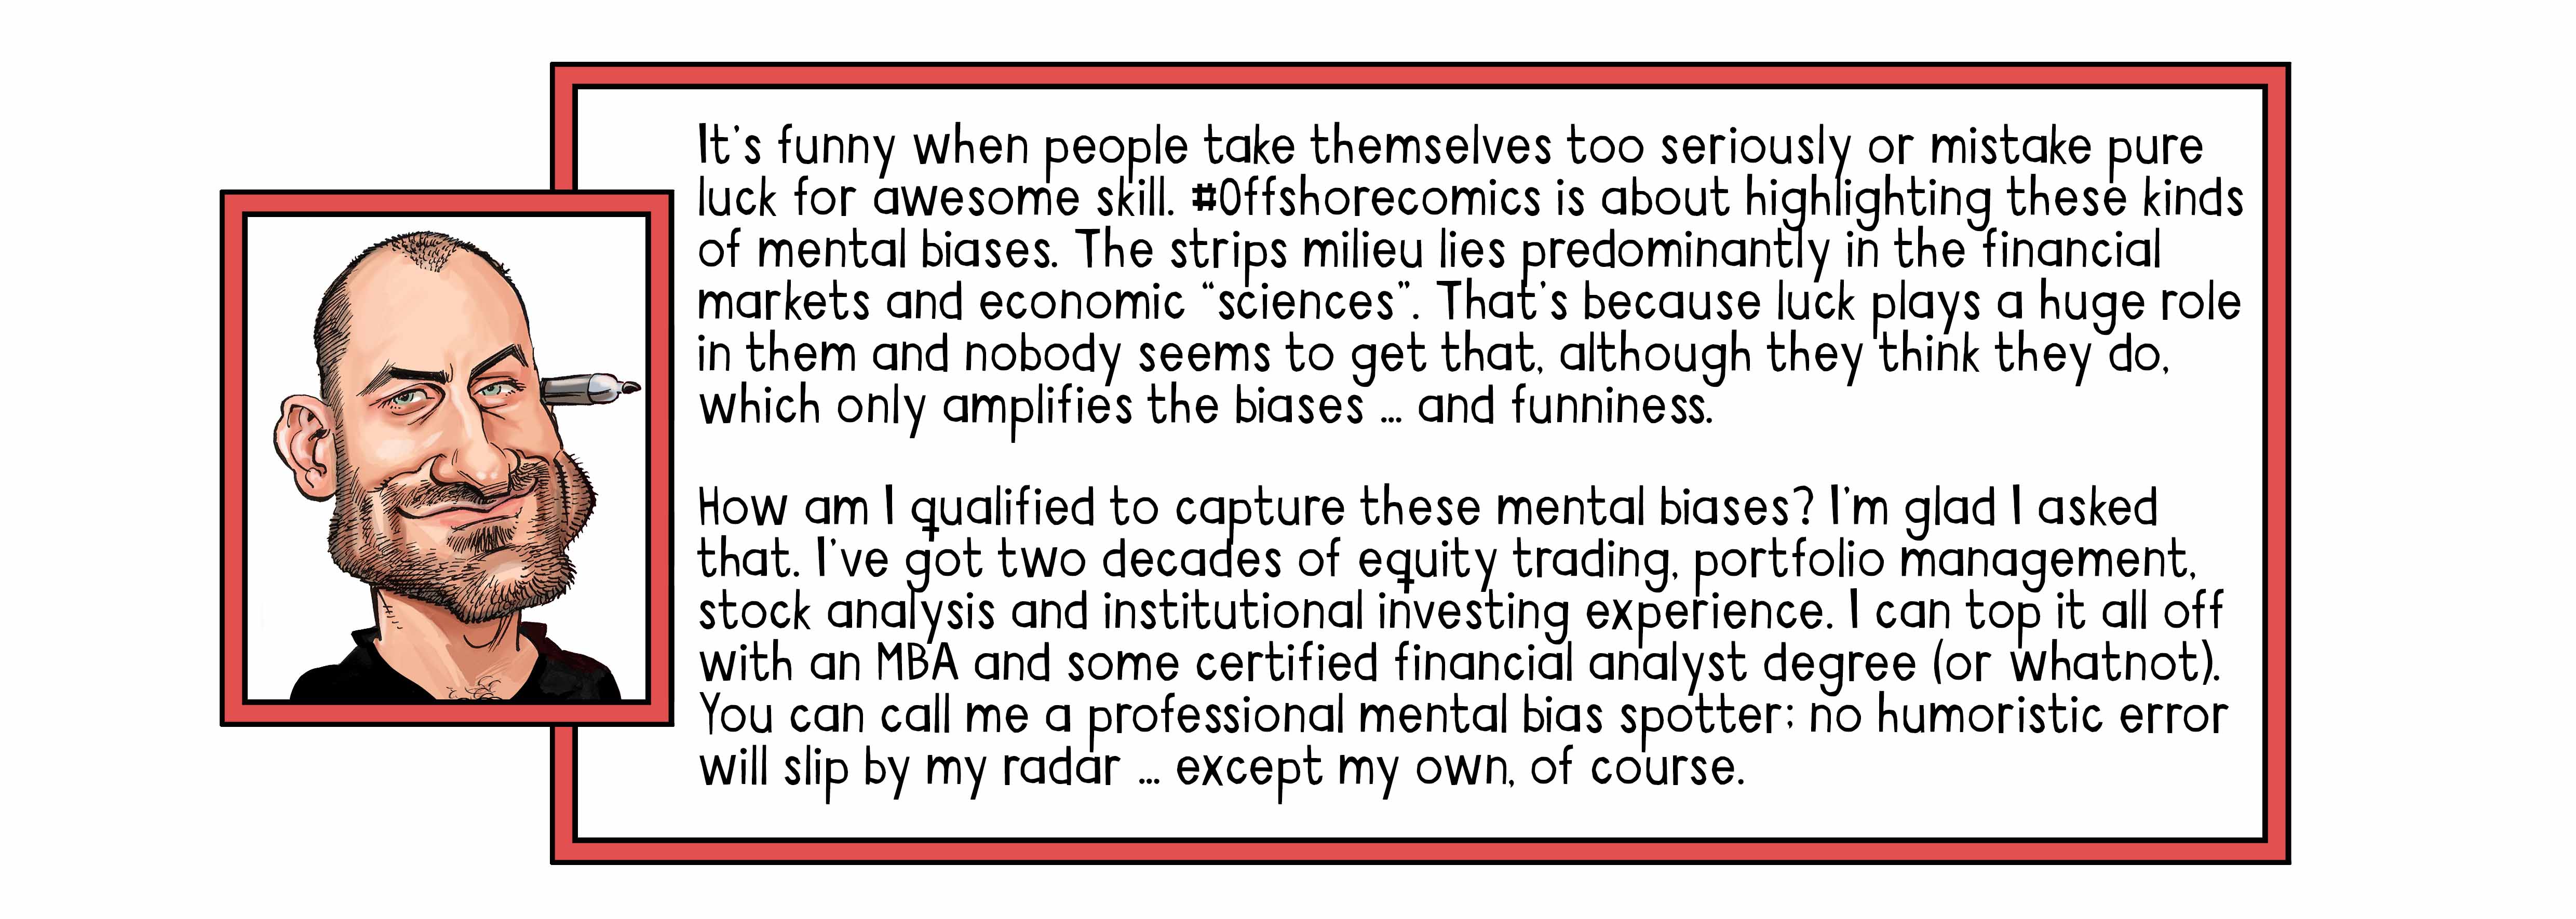 It's funny when people take themselves too seriously or mistake pure
luck for awesome skill. #Offshorecomics is about highlighting these kinds
of mental biases. The strips milieu lies predominantly in the financial
markets and economic “sciences”. That's because luck plays a huge role
in them and nobody seems to get that, although they think they do,
which only amplifies the biases ... and funniness.
How am I qualified to capture these mental biases? I'm glad I asked
that. I've got two decades of equity trading, portfolio management,
stock analysis and institutional investing experience. I can top it all off
with an MBA and some certified financial analyst degree (or whatnot).
You can call me a professional mental bias spotter; no humoristic error
will slip by my radar ... except my own, of course.